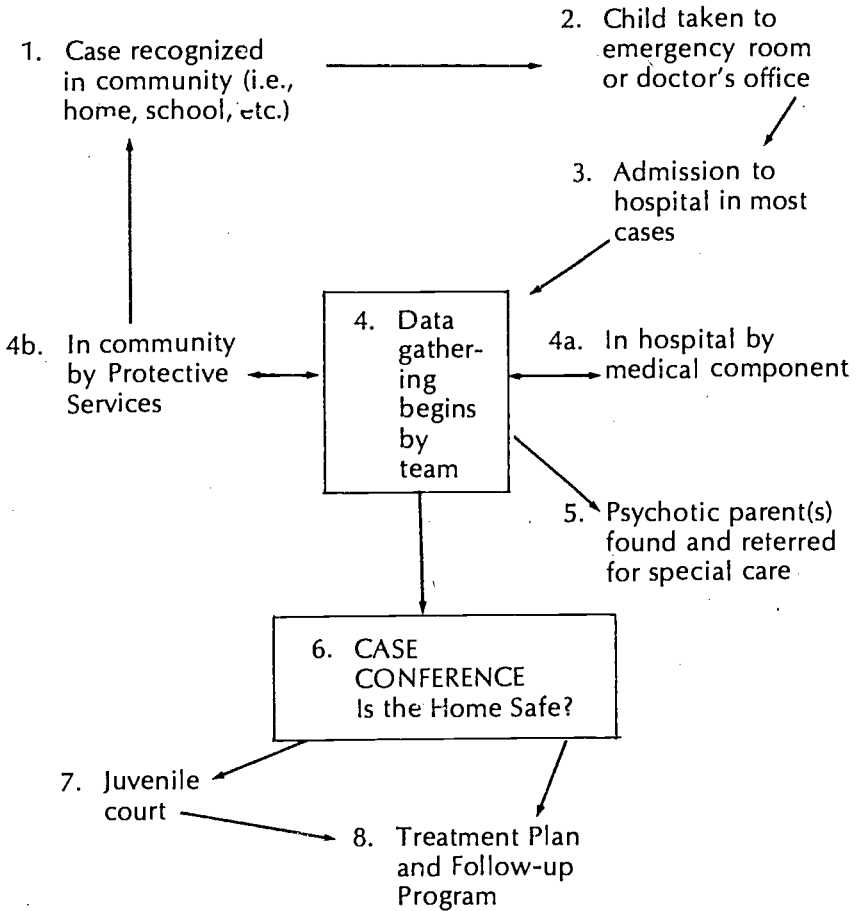 1. Case recognized
in community (i.e.,
home, school, etc.)
2. Child taken to
emergency room
or doctor's office
3. Admission to
hospital in most
cases
4. Data
gather-
ing
begins
by
team
4a. In hospital by
medical component
4b. In community
by Protective
Services
5. Psychotic parent(s)
found and referred
for special care
6. CASE
CONFERENCE
Is the Home Safe?
7. Juvenile
court
8. Treatment Plan
and Follow-up
Program